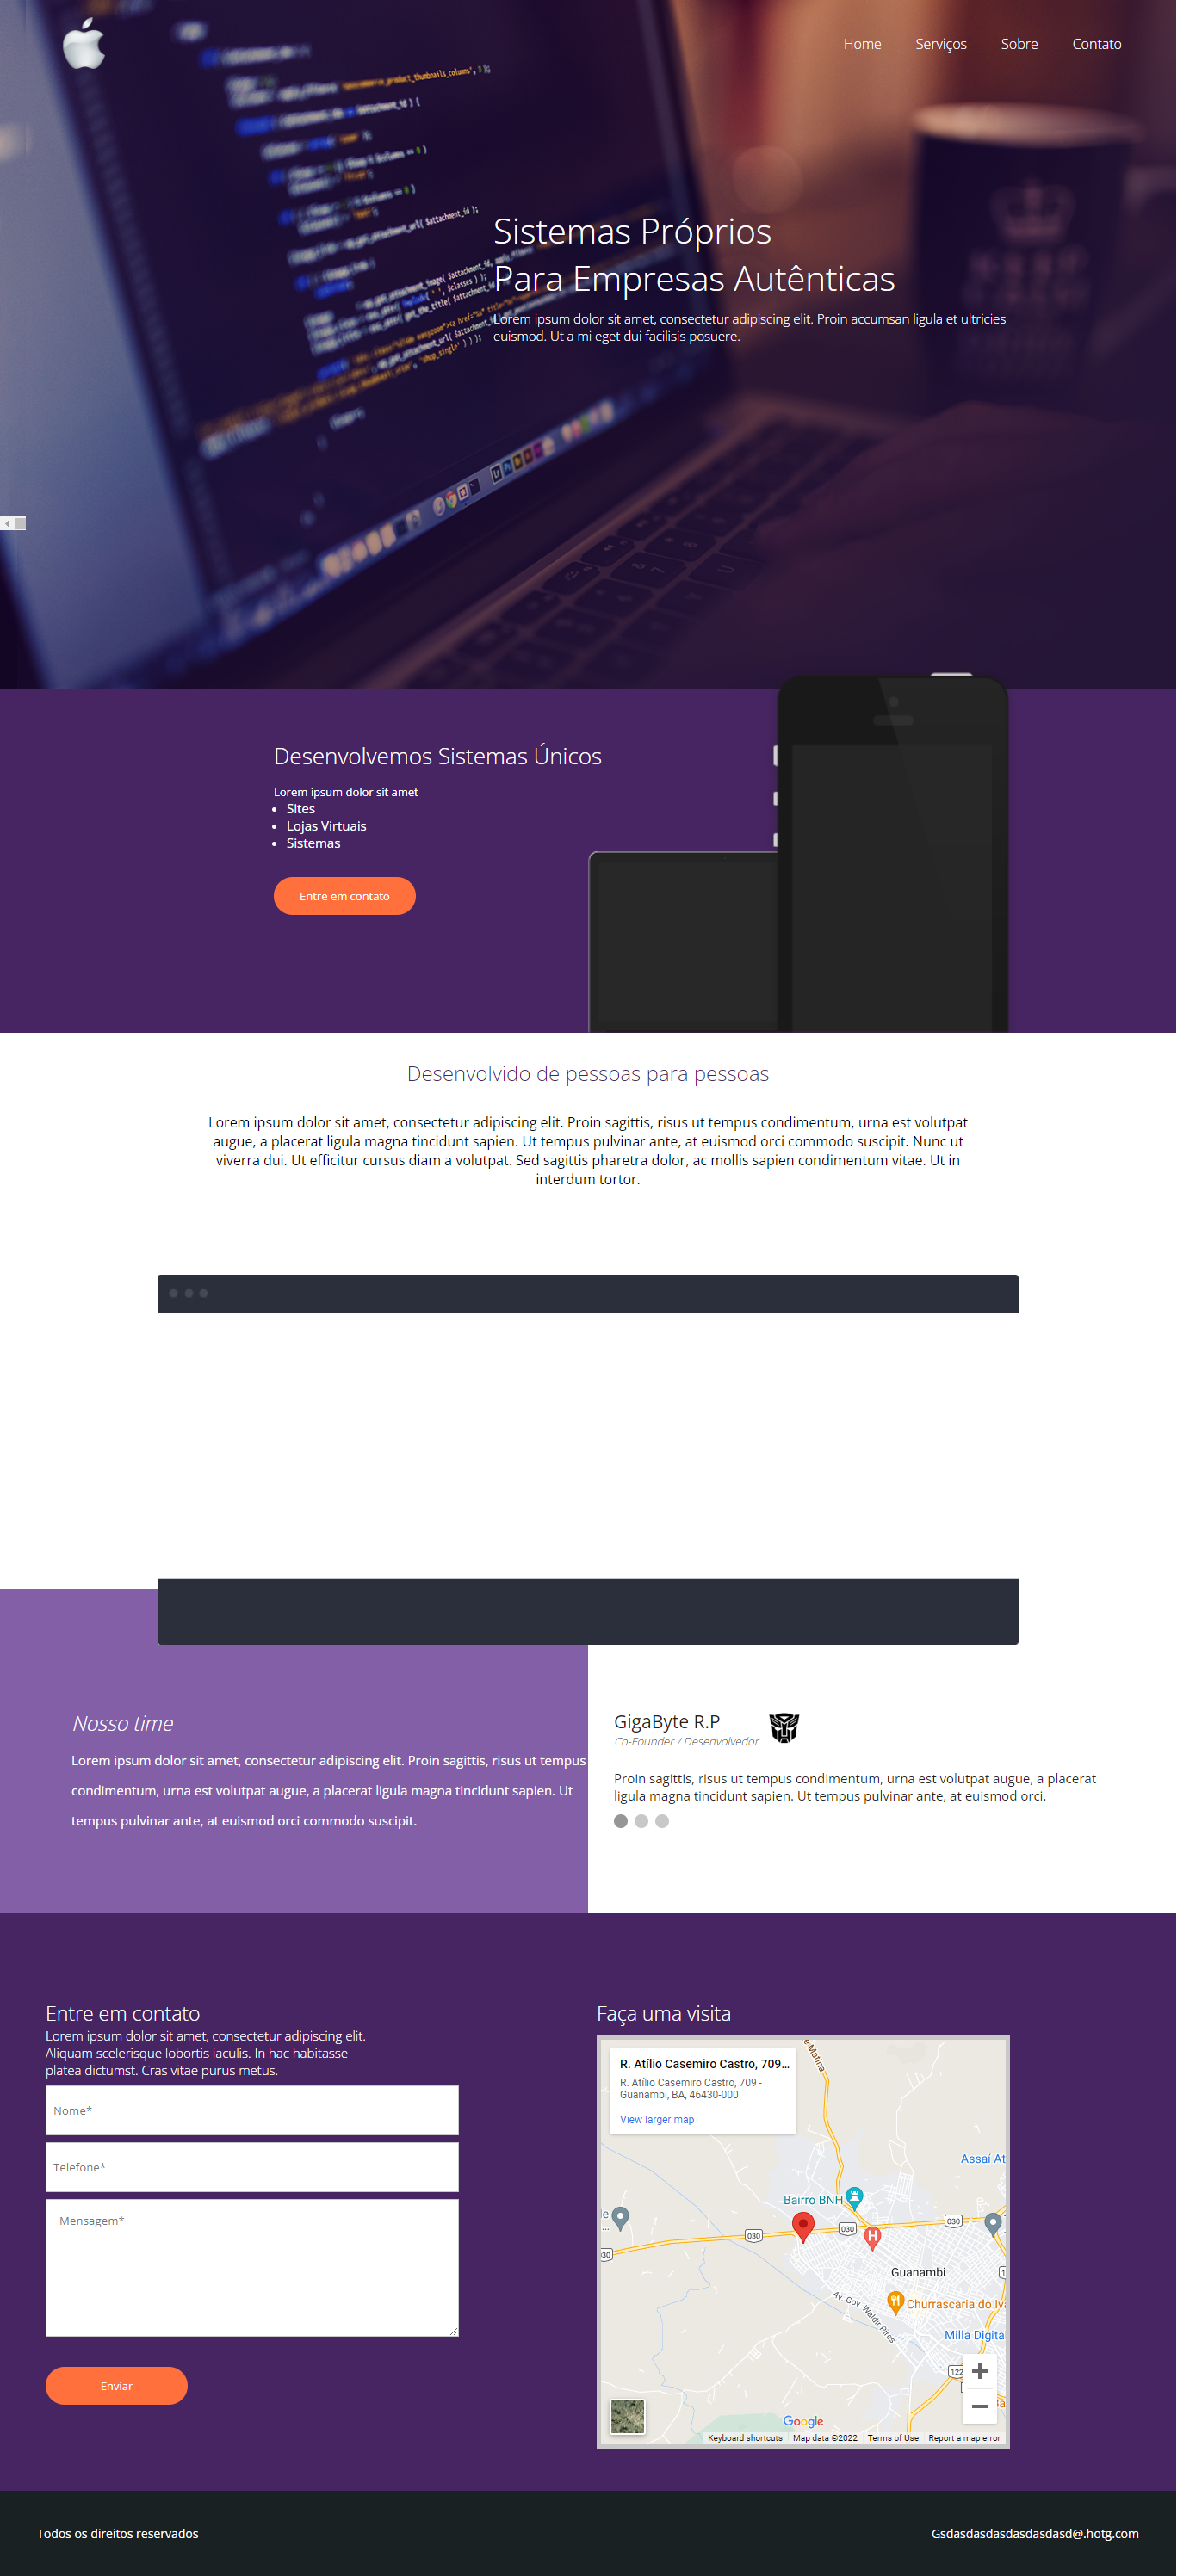 Home Serviços Sobre Contato
Sistemas Próprios
Para Empresas Autênticas
Lorem ipsum dolor sit amet, consectetur adipiscing elit. Proin accumsan ligula et ultricies
euismod. Ut a mi eget dui facilisis posuere.
Desenvolvemos Sistemas Únicos
Lorem ipsum dolor sit amet
Sites
Lojas Virtuais
Sistemas
Entre em contato
Desenvolvido de pessoas para pessoas
Lorem ipsum dolor sit amet, consectetur adipiscing elit. Proin sagittis, risus ut tempus condimentum, urna est volutpat
augue, a placerat ligula magna tincidunt sapien. Ut tempus pulvinar ante, at euismod orci commodo suscipit. Nunc ut
viverra dui. Ut efficitur cursus diam a volutpat. Sed sagittis pharetra dolor, ac mollis sapien condimentum vitae. Ut in
interdum tortor.
Nosso time
Lorem ipsum dolor sit amet, consectetur adipiscing elit. Proin sagittis, risus ut tempus
condimentum, urna est volutpat augue, a placerat ligula magna tincidunt sapien. Ut
tempus pulvinar ante, at euismod orci commodo suscipit.
GigaByte R.P
Co-Founder / Desenvolvedor
Proin sagittis, risus ut tempus condimentum, urna est volutpat augue, a placerat
ligula magna tincidunt sapien. Ut tempus pulvinar ante, at euismod orci.
Entre em contato
Lorem ipsum dolor sit amet, consectetur adipiscing elit.
Aliquam scelerisque lobortis iaculis. In hac habitasse
platea dictumst. Cras vitae purus metus.
Nome*
Telefone*
Mensagem*
Enviar
Faça uma visita
R. Atílio Casemiro Castro, 709...
R. Atílio Casemiro Castro, 709 -
Guanambi, BA, 46430-000
View larger map
e Matina
Assaí At
Bairro BNH
le
...
030
030
030
30
H
Guanambi
Churrascaria do Iv
Av. Gov. Waldir Pires
Milla Digita
122
Ba
Google
Keyboard shortcuts Map data ©2022 Terms of Use Report a map error
Todos os direitos reservados
Gsdasdasdasdasdasdasd@.hotg.com